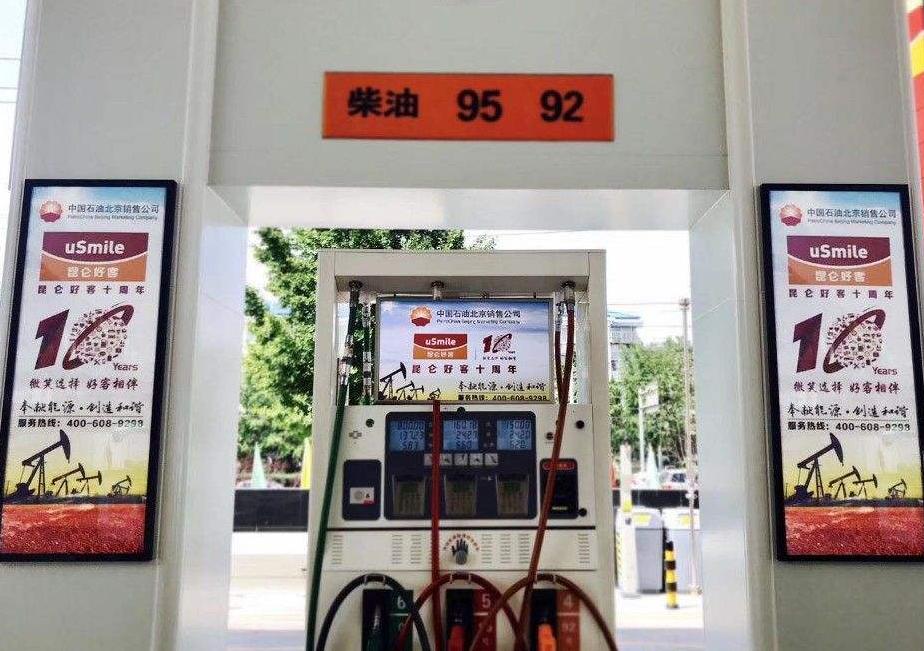 柴油 95 92
中国石油北京销售公司
PetroChina Beijing Marketing Company
uSmile
昆仑好客
昆仑好客十周年
10
Years
微笑选择 好客相伴
奉献能源·创造和谐
服务热线：400-608-9298
中国石油北京销售公司
PetroChina Beijing Marketing Company
uSmile
昆仑好客
10
昆仑好客十周年
奉献能源·创造和谐
服务热线：400-608-9298
6
5
4
92
中国石油北京销售公司
PetroChina Beijing Marketing Company
uSmile
昆仑好客
昆仑好客十周年
10
Years
微笑选择 好客相伴
奉献能源·创造和谐
服务热线：400-608-9298